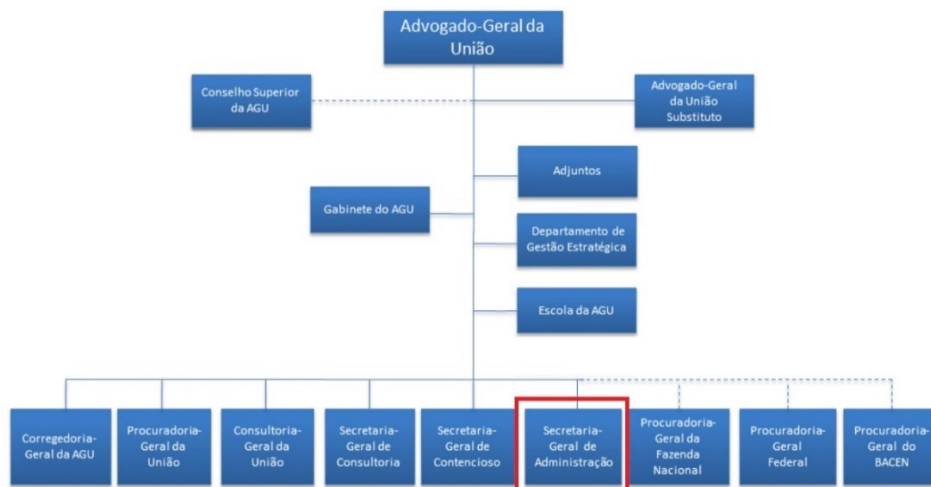 Advogado-Geral da
União
Conselho Superior
da AGU
Advogado-Geral
da União
Substituto
Adjuntos
Gabinete do AGU
Departamento de
Gestão Estratégica
Escola da AGU
Corregedoria-
Geral da AGU
Procuradoria-
Geral da
União
Consultoria-
Geral da
União
Secretaria-
Geral de
Consultoria
Secretaria-
Geral de
Contencioso
Secretaria-
Geral de
Administração
Procuradoria-
Geral da
Fazenda
Nacional
Procuradoria-
Geral
Federal
Procuradoria-
Geral do
BACEN